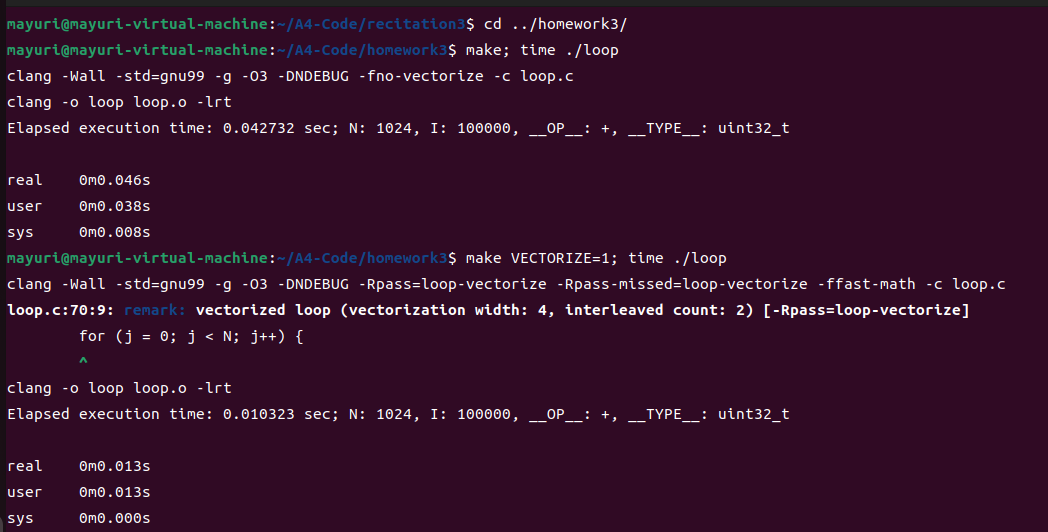 mayuri@mayuri-virtual-machine:~/A4-Code/recitation3$ cd ../homework3/
mayuri@mayuri-virtual-machine:~/A4-Code/homework3$ make; time ./loop
clang -Wall -std=gnu99 -g -O3 -DNDEBUG -fno-vectorize -c loop.c
clang -o loop loop.o -lrt
Elapsed execution time: 0.042732 sec; N: 1024, I: 100000, __OP__: +, __TYPE__: uint32_t
real    0m0.046s
user    0m0.038s
sys     0m0.008s
mayuri@mayuri-virtual-machine:~/A4-Code/homework3$ make VECTORIZE=1; time ./loop
clang -Wall -std=gnu99 -g -O3 -DNDEBUG -Rpass=loop-vectorize -Rpass-missed=loop-vectorize -ffast-math -c loop.c
loop.c:70:9: remark: vectorized loop (vectorization width: 4, interleaved count: 2) [-Rpass=loop-vectorize]
        for (j = 0; j < N; j++) {
        ^
clang -o loop loop.o -lrt
Elapsed execution time: 0.010323 sec; N: 1024, I: 100000, __OP__: +, __TYPE__: uint32_t
real    0m0.013s
user    0m0.013s
sys     0m0.000s